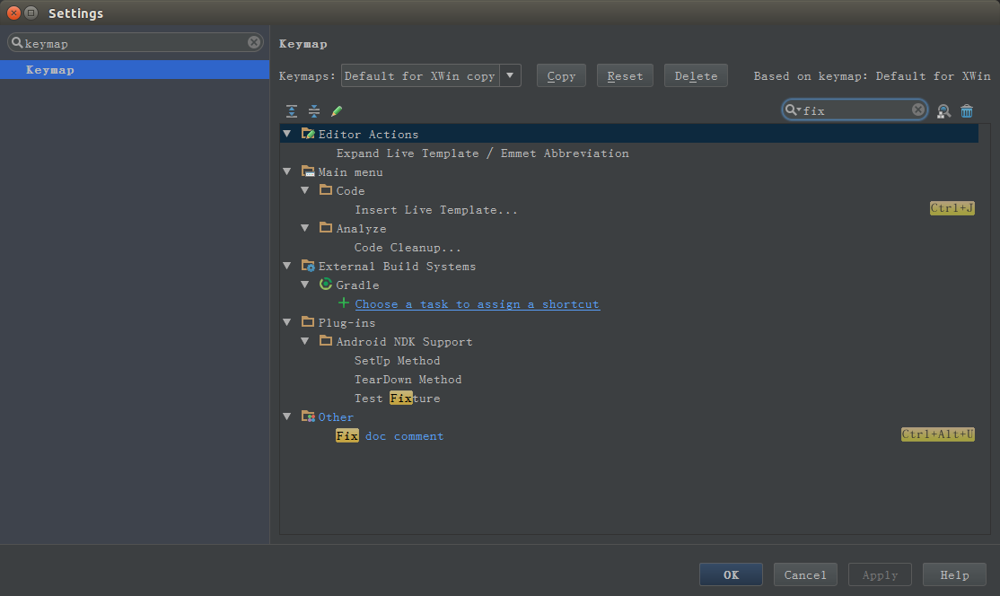 Settings
keymap
Keymap
Keymap
Keymaps: Default for XWin copy Copy Reset Delete Based on keymap: Default for XWin
fix
Editor Actions
Expand Live Template / Emmet Abbreviation
Main menu
Code
Insert Live Template... Ctrl+J
Analyze
Code Cleanup...
External Build Systems
Gradle
Choose a task to assign a shortcut
Plug-ins
Android NDK Support
SetUp Method
TearDown Method
Test Fixture
Other
Fix doc comment Ctrl+Alt+U
OK Cancel Apply Help